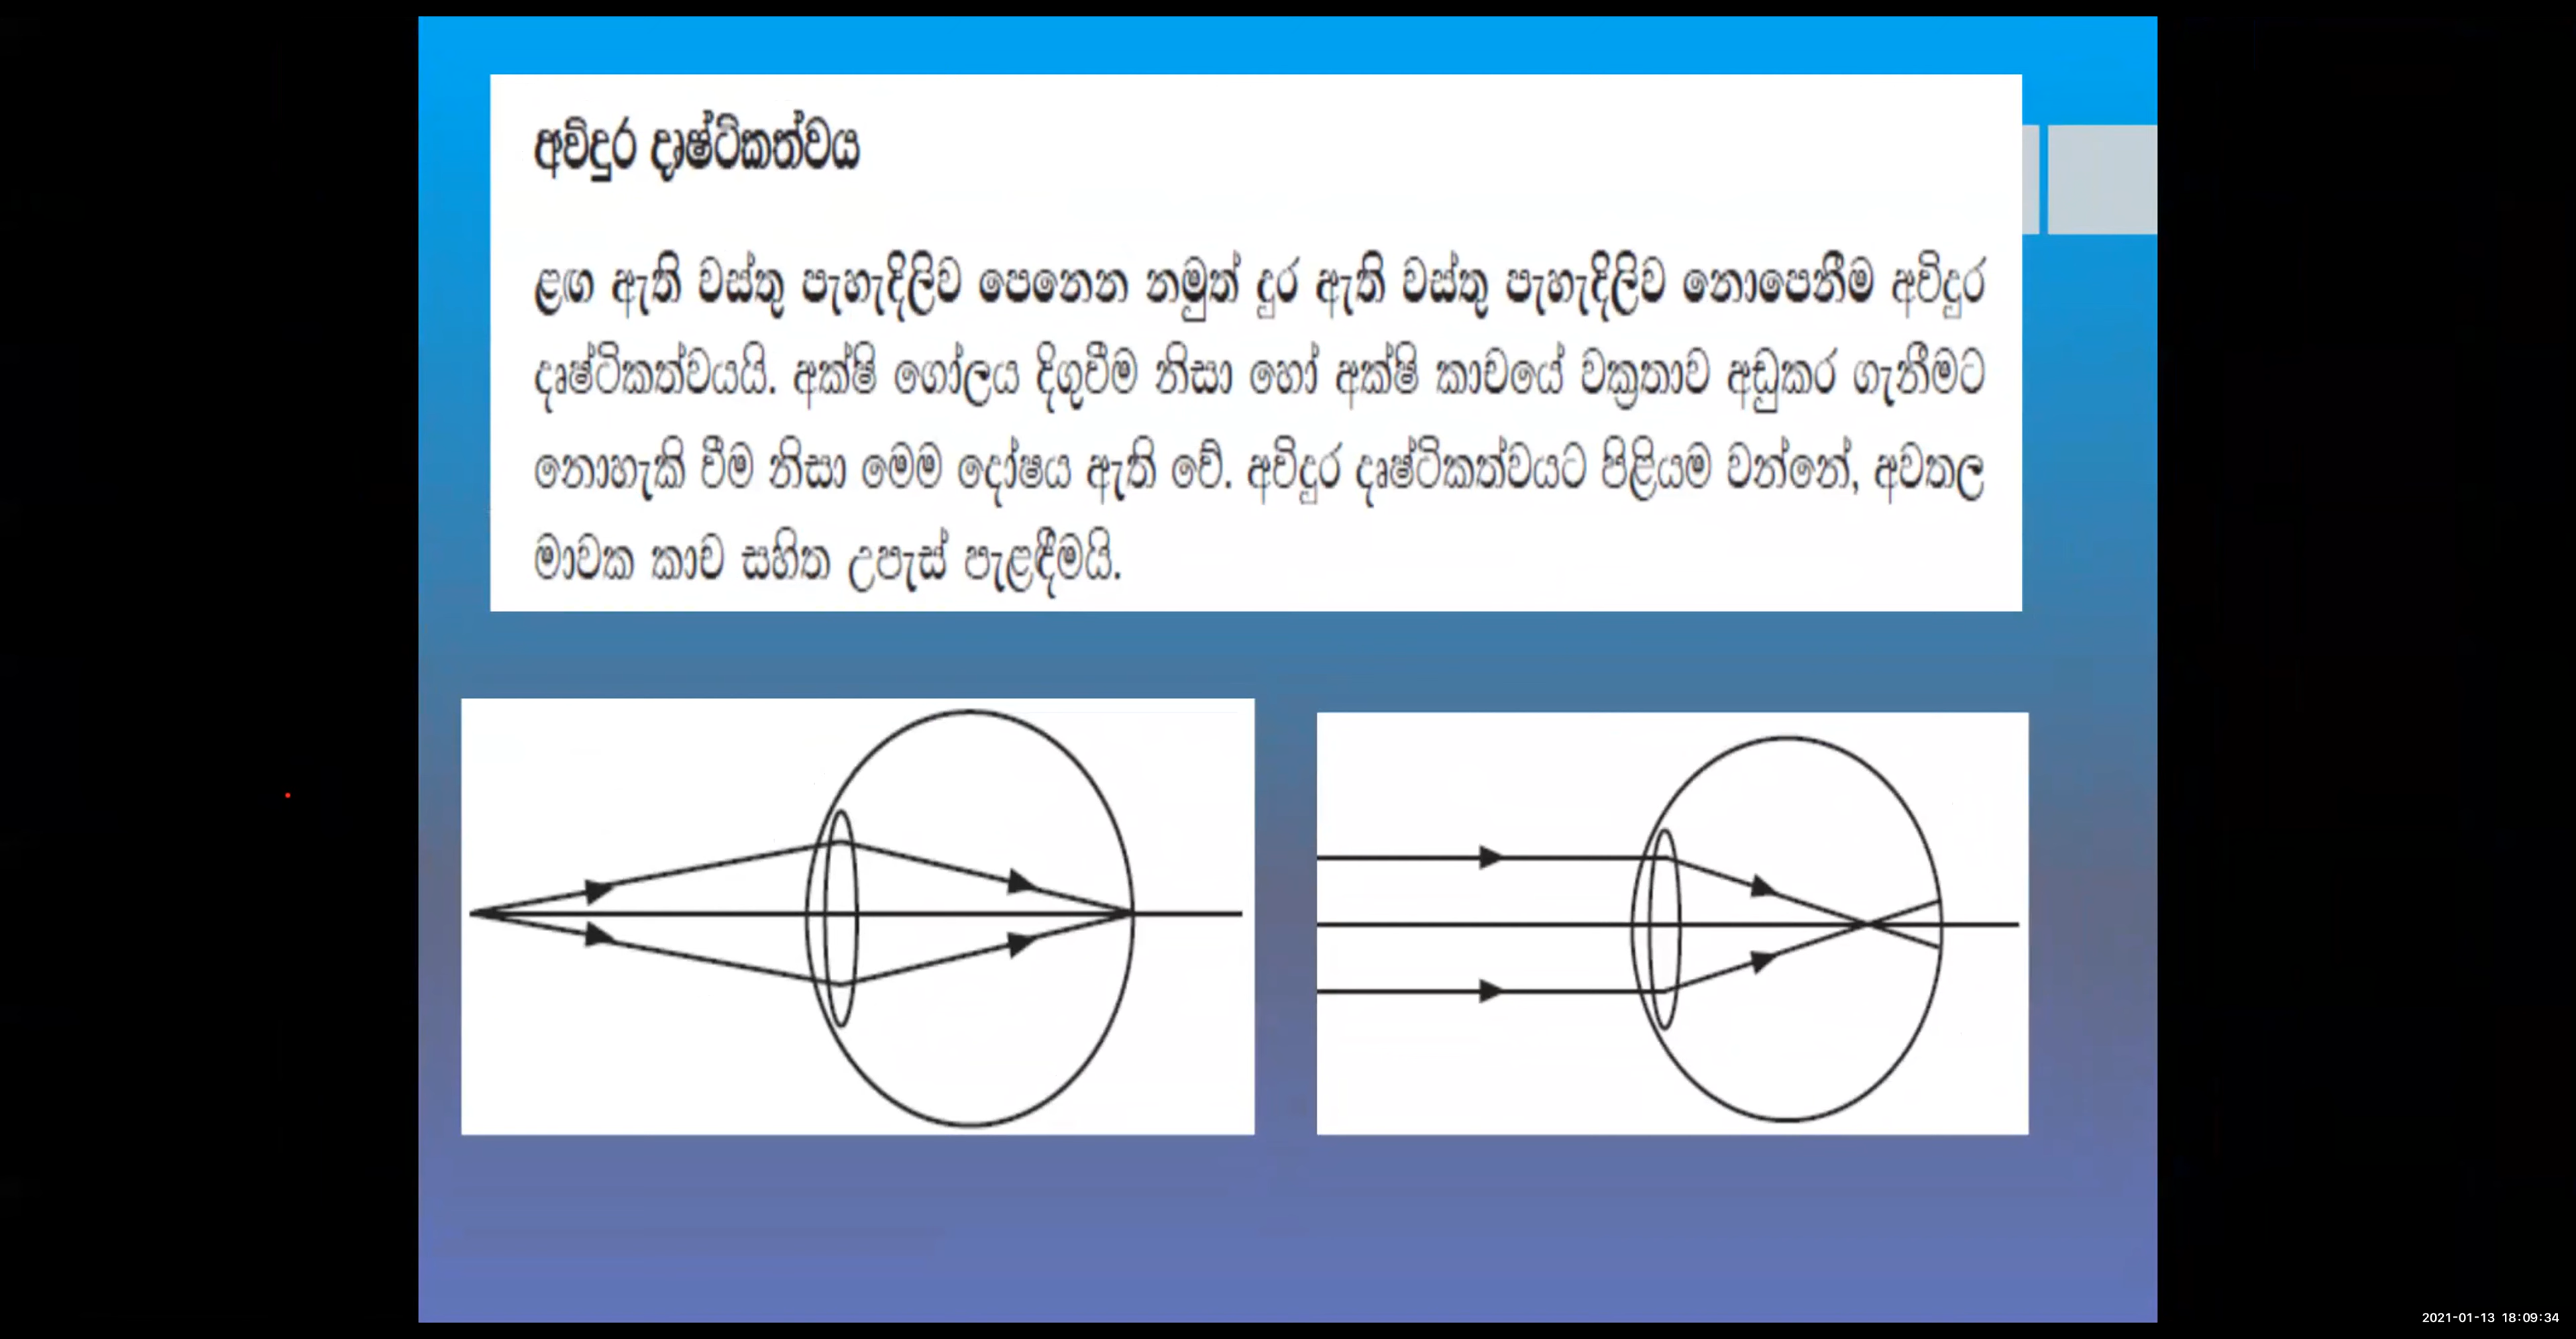 අවිදුර දෘෂ්ටිකත්වය
ළඟ ඇති වස්තු පැහැදිලිව පෙනෙන නමුත් දුර ඇති වස්තු පැහැදිලිව නොපෙනීම අවිදුර
දෘෂ්ටිකත්වයයි. අක්ෂි ගෝලය දිගුවීම නිසා හෝ අක්ෂි කාචයේ වක්‍රතාව අඩුකර ගැනීමට
නොහැකි වීම නිසා මෙම දෝෂය ඇති වේ. අවිදුර දෘෂ්ටිකත්වයට පිළියම වන්නේ, අවතල
මාවක කාච සහිත උපැස් පැළඳීමයි.
2021-01-13 18:09:34